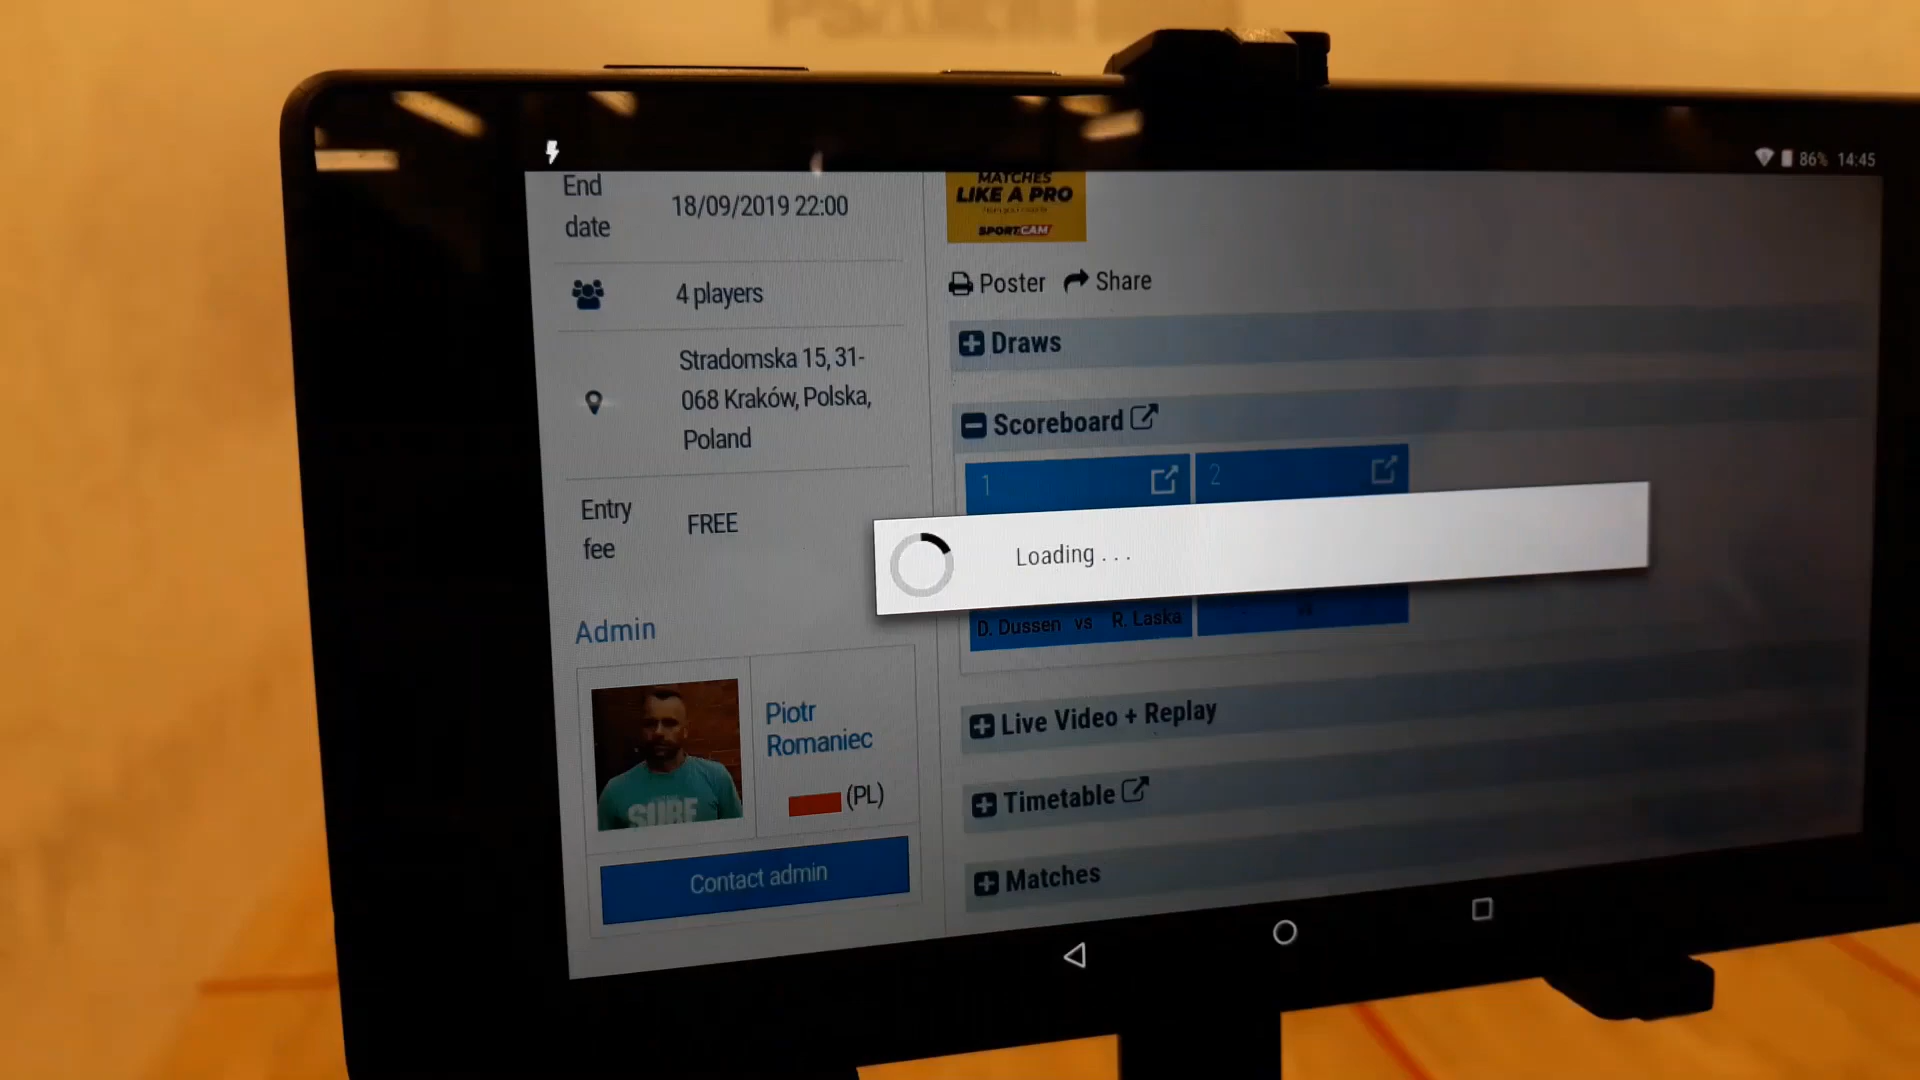 86% 14:45
End
date
18/09/2019 22:00
4 players
Stradomska 15, 31-
068 Kraków, Polska,
Poland
Entry
fee
FREE
Admin
Piotr
Romaniec
(PL)
SURF
Contact admin
MATCHES
LIKE A PRO
SPORTCAM
Poster
Share
Draws
Scoreboard
1
2
Loading . . .
D. Dussen vs R. Laska
vs
Live Video + Replay
Timetable
Matches